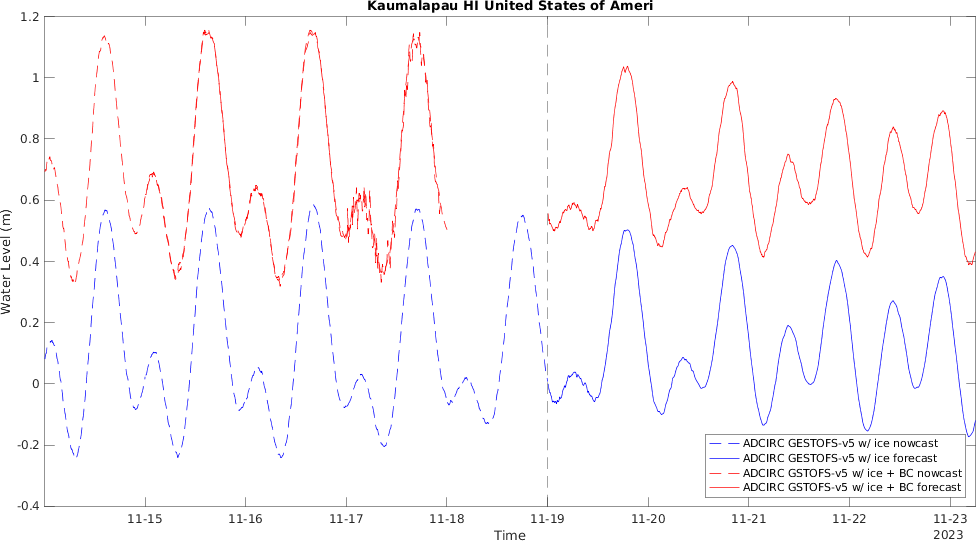 Kaumalapau HI United States of Ameri
1.2
1
0.8
0.6
0.4
0.2
0
-0.2
-0.4
Water Level (m)
ADCIRC GESTOFS-v5 w/ ice nowcast
ADCIRC GESTOFS-v5 w/ ice forecast
ADCIRC GSTOFS-v5 w/ ice + BC nowcast
ADCIRC GSTOFS-v5 w/ ice + BC forecast
11-15 11-16 11-17 11-18 11-19 11-20 11-21 11-22 11-23
2023
Time